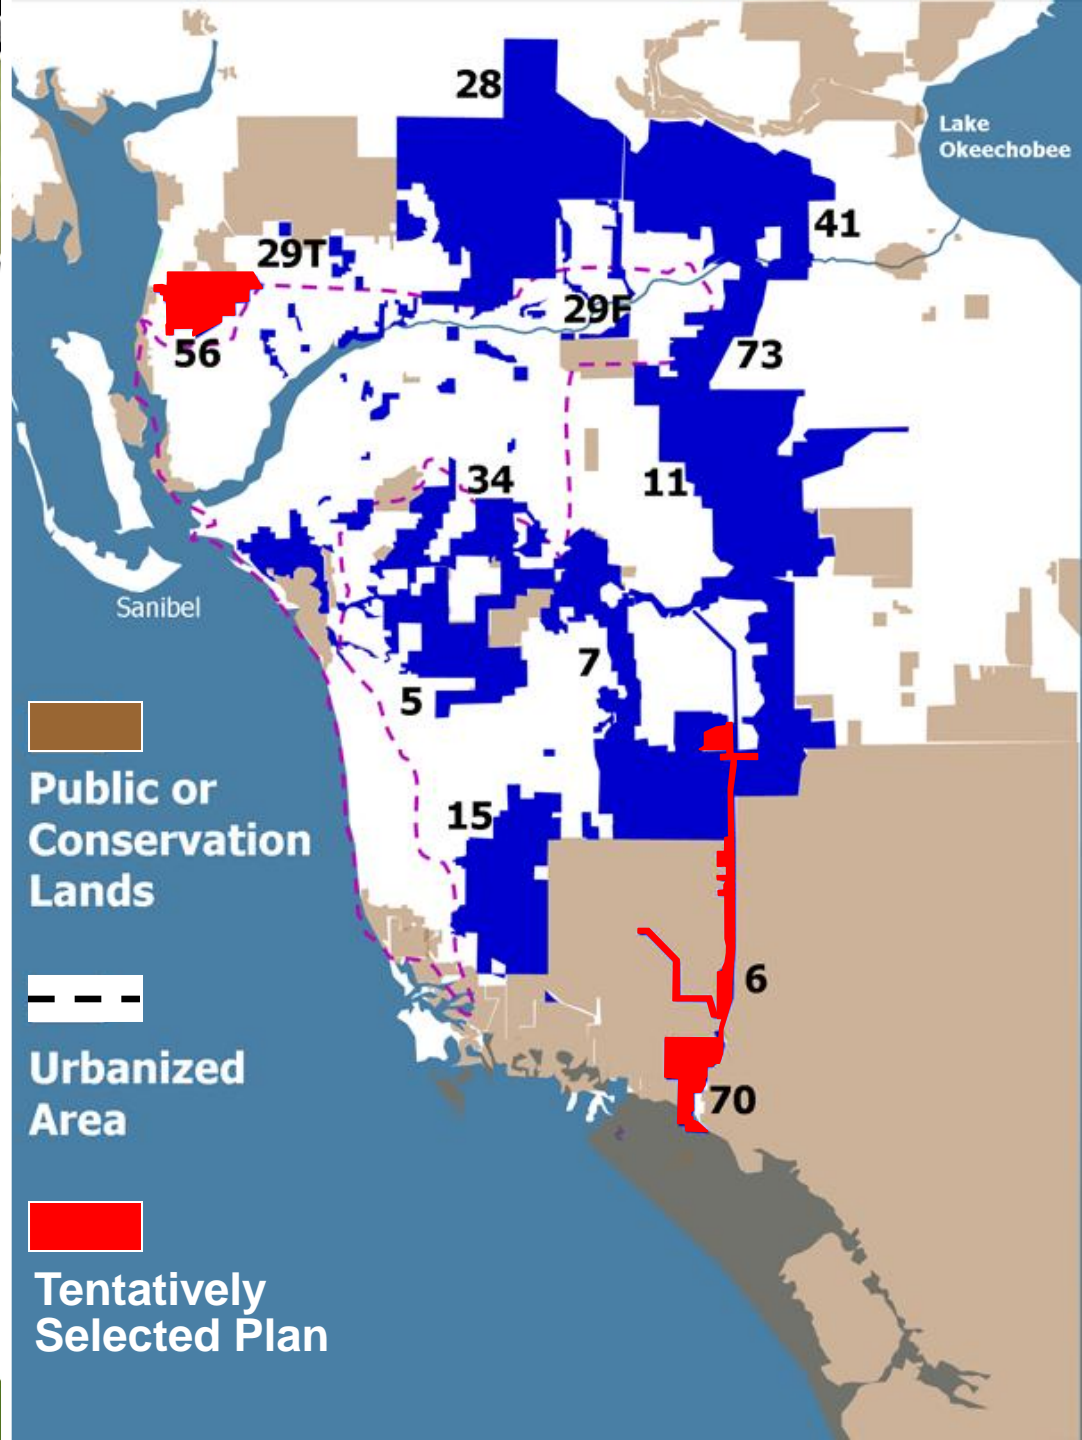 28
Lake
Okeechobee
41
29T
29F
56
73
34
11
Sanibel
7
5
15
Public or
Conservation
Lands
6
Urbanized
Area
70
Tentatively
Selected Plan